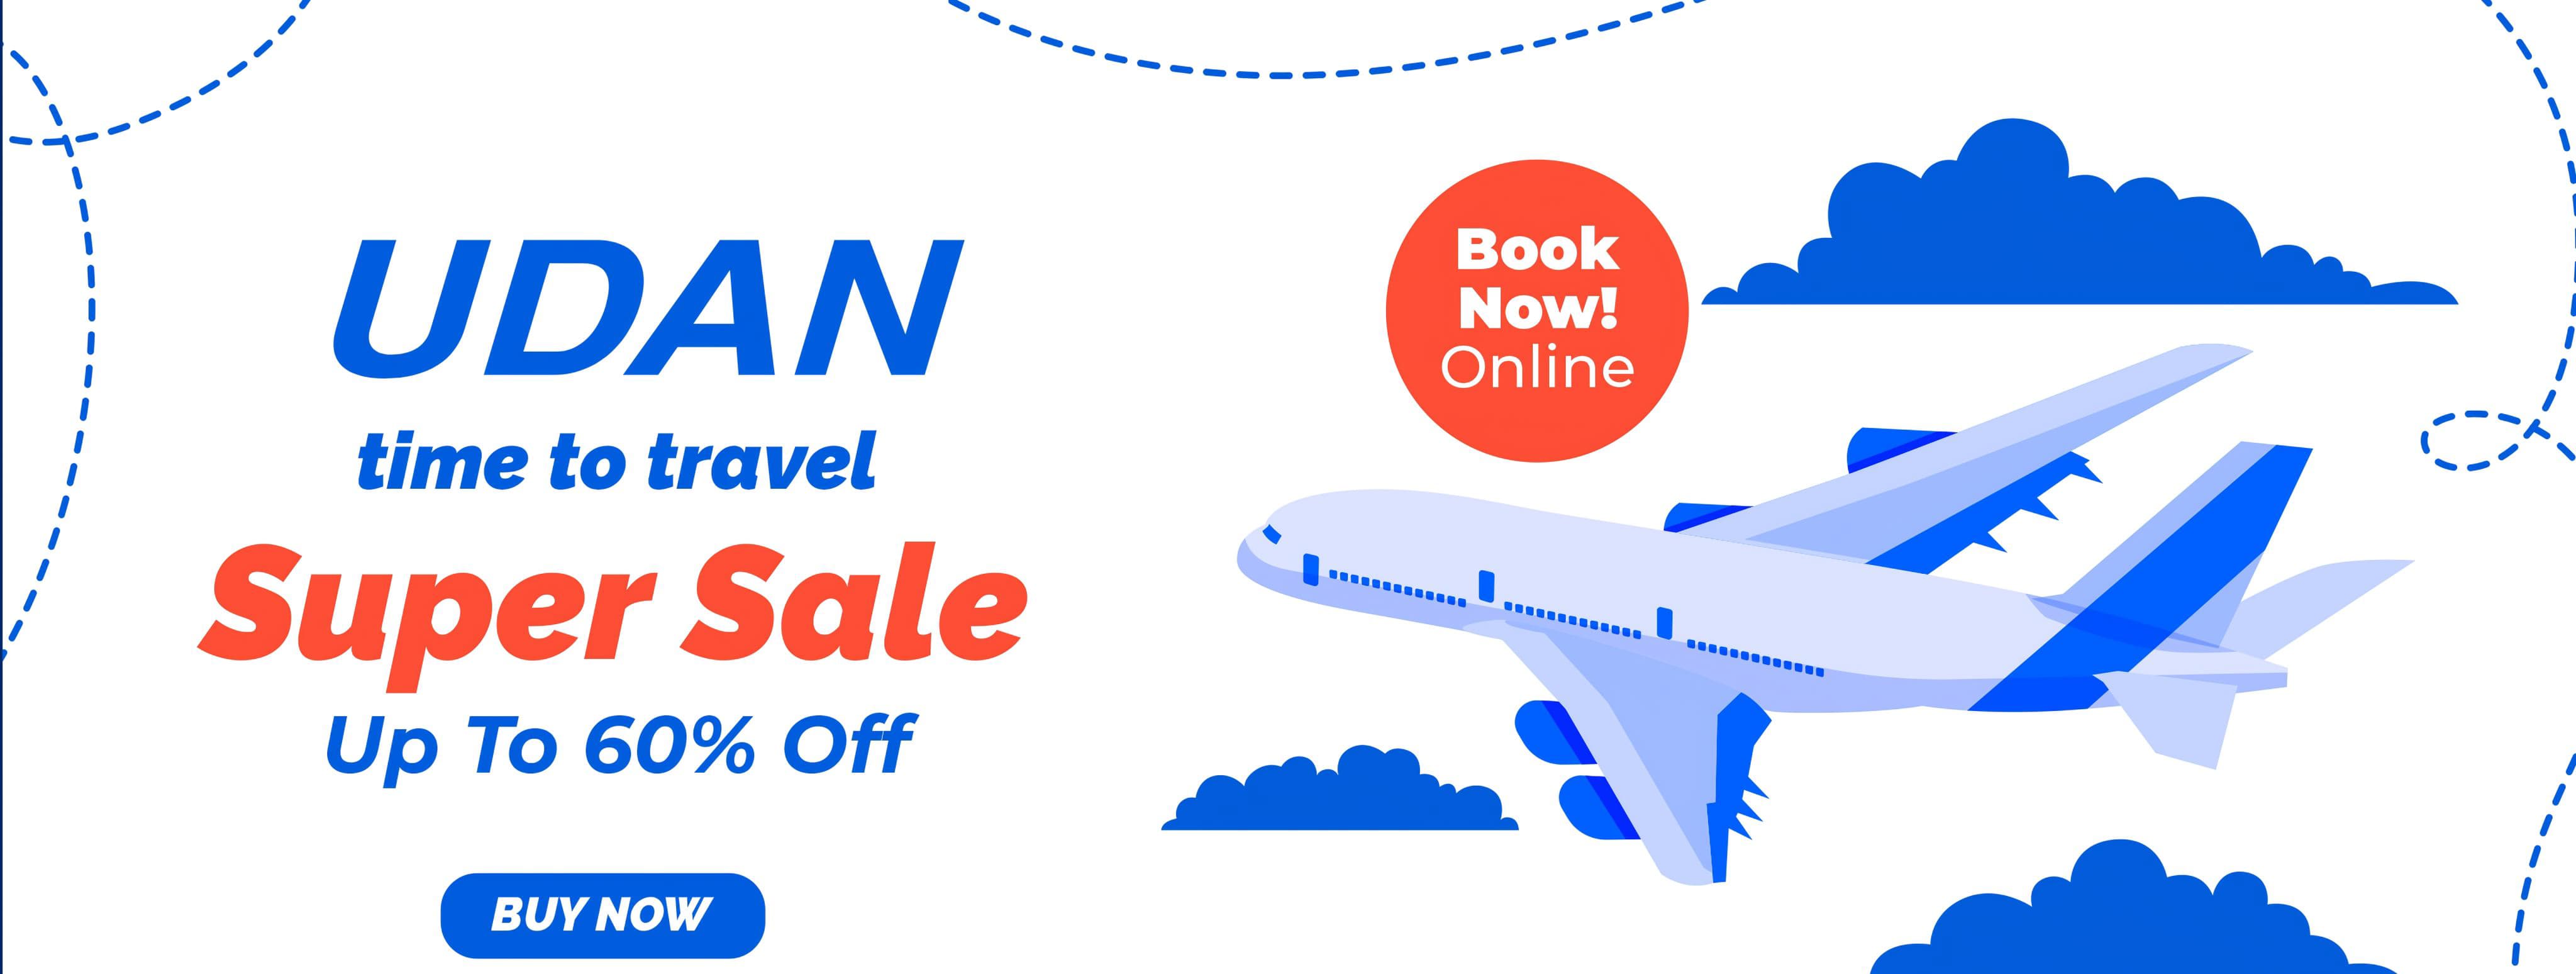 UDAN
time to travel
Super Sale
Up To 60% Off
BUY NOW
Book
Now!
Online